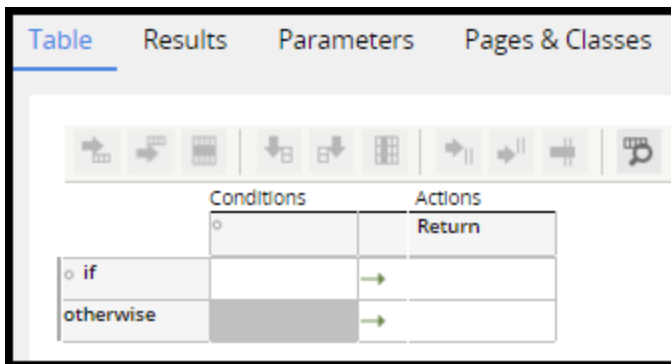 Table Results Parameters Pages & Classes
Conditions Actions
Return
if
otherwise